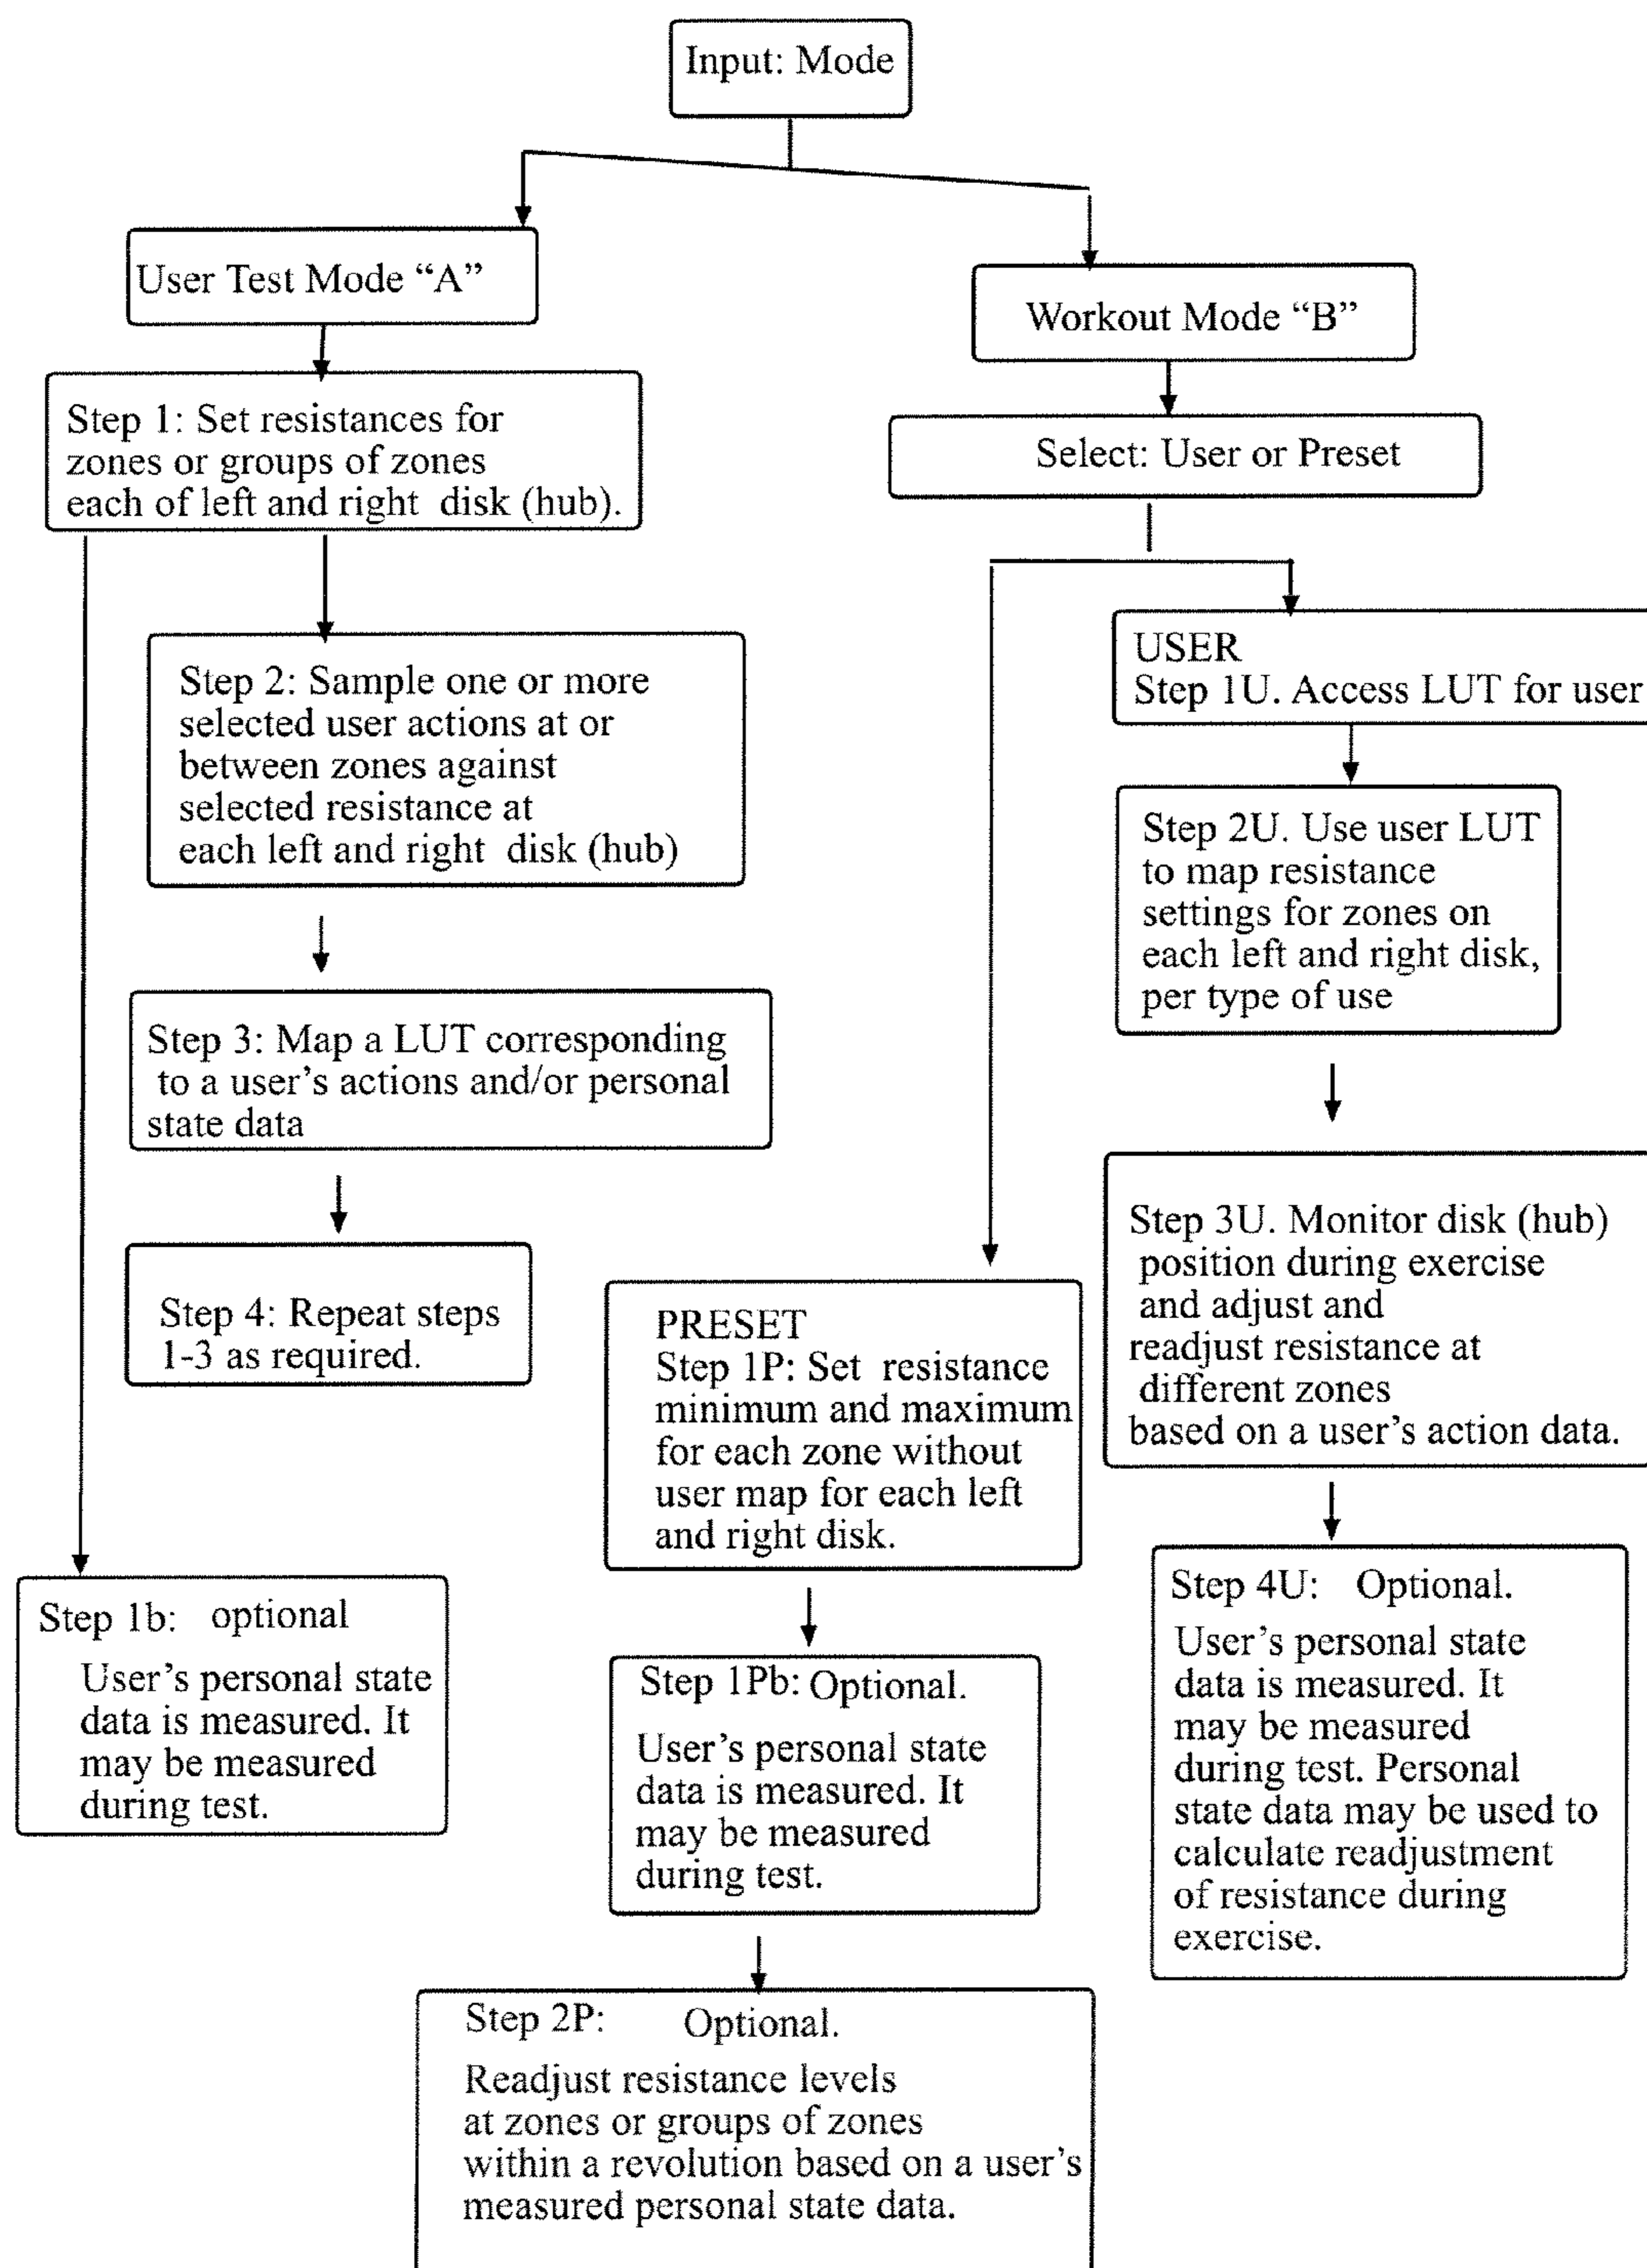 Input: Mode
User Test Mode “A”
Step 1: Set resistances for
zones or groups of zones
each of left and right disk (hub).
Step 2: Sample one or more
selected user actions at or
between zones against
selected resistance at
each left and right disk (hub)
Step 3: Map a LUT corresponding
to a user’s actions and/or personal
state data
Step 4: Repeat steps
1-3 as required.
Step 1b: optional
User’s personal state
data is measured. It
may be measured
during test.
Workout Mode “B”
Select: User or Preset
PRESET
Step 1P: Set resistance
minimum and maximum
for each zone without
user map for each left
and right disk.
Step 1Pb: Optional.
User’s personal state
data is measured. It
may be measured
during test.
Step 2P: Optional.
Readjust resistance levels
at zones or groups of zones
within a revolution based on a user’s
measured personal state data.
USER
Step 1U. Access LUT for user
Step 2U. Use user LUT
to map resistance
settings for zones on
each left and right disk,
per type of use
Step 3U. Monitor disk (hub)
position during exercise
and adjust and
readjust resistance at
different zones
based on a user’s action data.
Step 4U: Optional.
User’s personal state
data is measured. It
may be measured
during test. Personal
state data may be used to
calculate readjustment
of resistance during
exercise.